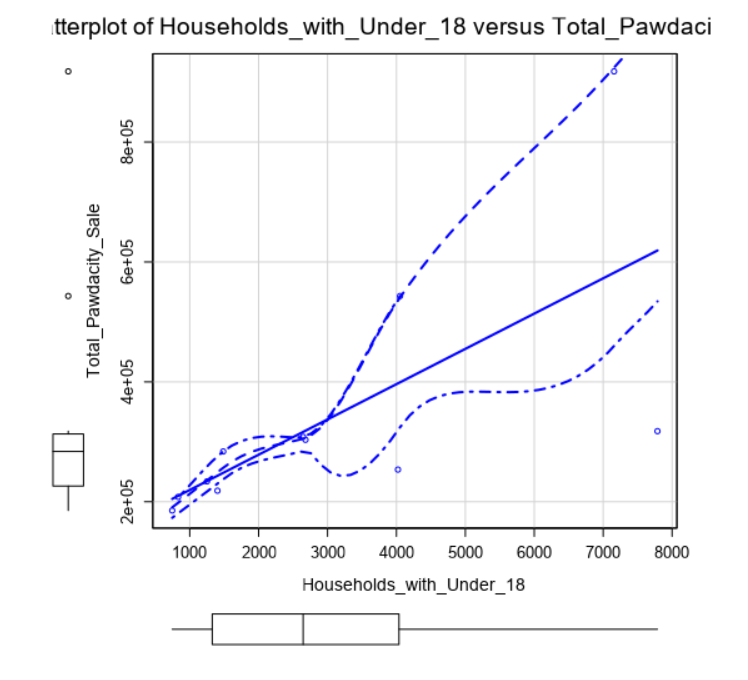 tterplot of Households_with_Under_18 versus Total_Pawdaci
8e+05
6e+05
4e+05
2e+05
Total_Pawdacity_Sale
1000 2000 3000 4000 5000 6000 7000 8000
Households_with_Under_18